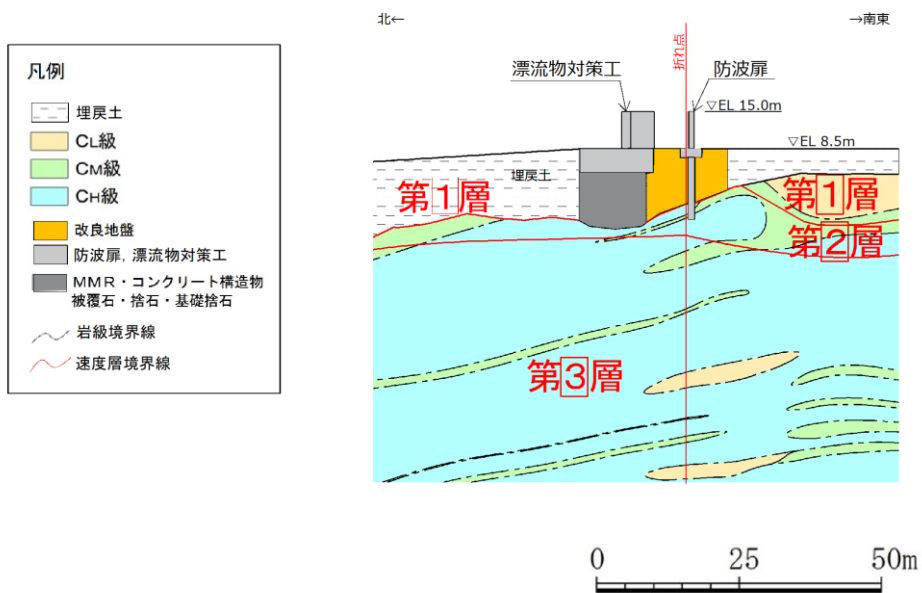 北←
→南東
折れ点
漂流物対策工
防波扉
▽EL 15.0m
▽EL 8.5m
埋戻土
第1層
第1層
第2層
第3層
凡例
埋戻土
CL級
CM級
CH級
改良地盤
防波扉,漂流物対策工
MMR・コンクリート構造物
被覆石・捨石・基礎捨石
岩級境界線
速度層境界線
0 25 50m